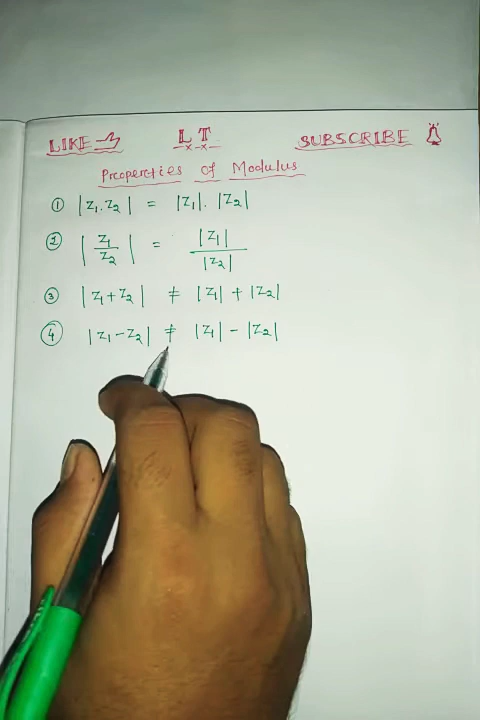 LIKE LT SUBSCRIBE
Properties of Modulus
① |z₁.z₂| = |z₁|.|z₂|
② |z₁/z₂| = |z₁|/|z₂|
③ |z₁+z₂| ≠ |z₁|+|z₂|
④ |z₁-z₂| ≠ |z₁|-|z₂|